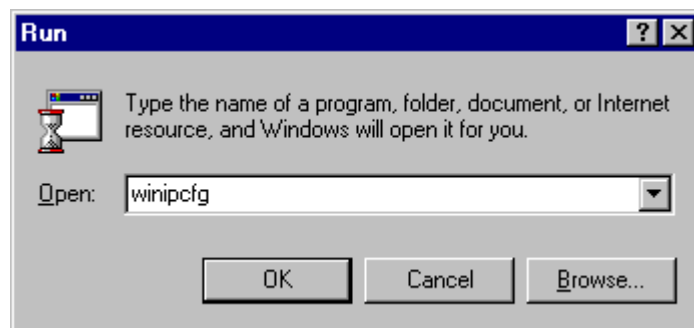 Run
Type the name of a program, folder, document, or Internet
resource, and Windows will open it for you.
Open: winipcfg
OK Cancel Browse...